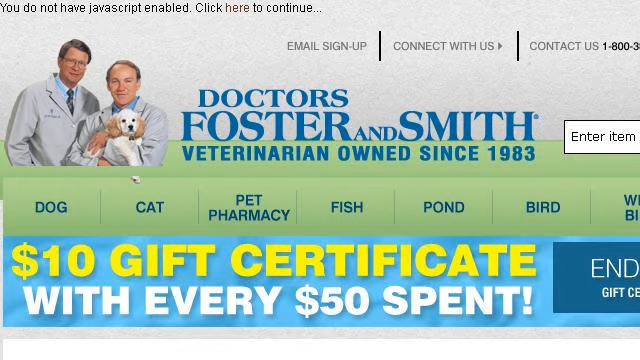 You do not have javascript enabled. Click here to continue...
EMAIL SIGN-UP
CONNECT WITH US
CONTACT US 1-800-3
DOCTORS
FOSTER AND SMITH
VETERINARIAN OWNED SINCE 1983
Enter item
DOG
CAT
PET
PHARMACY
FISH
POND
BIRD
WI
BI
$10 GIFT CERTIFICATE
WITH EVERY $50 SPENT!
END
GIFT CE